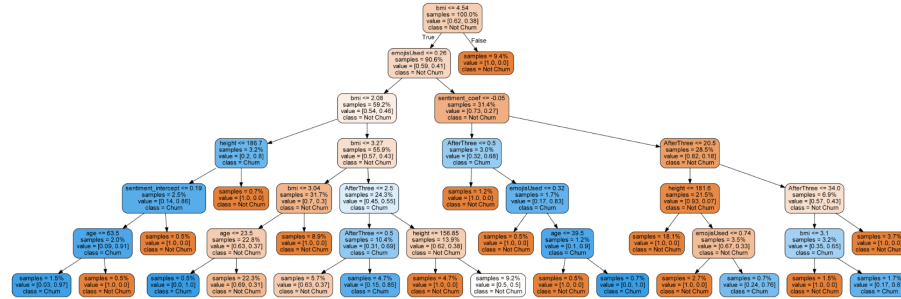 bmi <= 4.54
samples = 100.0%
value = [0.62, 0.38]
class = Not Churn
True
False
emojisUsed <= 0.26
samples = 90.6%
value = [0.59, 0.41]
class = Not Churn
samples = 9.4%
value = [1.0, 0.0]
class = Not Churn
bmi <= 2.08
samples = 59.2%
value = [0.54, 0.46]
class = Not Churn
sentiment_coef <= -0.05
samples = 31.4%
value = [0.73, 0.27]
class = Not Churn
height <= 186.7
samples = 3.2%
value = [0.2, 0.8]
class = Churn
bmi <= 3.27
samples = 55.9%
value = [0.57, 0.43]
class = Not Churn
AfterThree <= 0.5
samples = 3.0%
value = [0.32, 0.68]
class = Churn
AfterThree <= 20.5
samples = 28.5%
value = [0.82, 0.18]
class = Not Churn
sentiment_intercept <= 0.19
samples = 2.5%
value = [0.14, 0.86]
class = Churn
samples = 0.7%
value = [1.0, 0.0]
class = Not Churn
bmi <= 3.04
samples = 31.7%
value = [0.7, 0.3]
class = Not Churn
AfterThree <= 2.5
samples = 24.3%
value = [0.45, 0.55]
class = Churn
samples = 1.2%
value = [1.0, 0.0]
class = Not Churn
emojisUsed <= 0.32
samples = 1.7%
value = [0.17, 0.83]
class = Churn
height <= 181.6
samples = 21.5%
value = [0.93, 0.07]
class = Not Churn
AfterThree <= 34.0
samples = 6.9%
value = [0.57, 0.43]
class = Not Churn
age <= 63.5
samples = 2.0%
value = [0.09, 0.91]
class = Churn
samples = 0.5%
value = [1.0, 0.0]
class = Not Churn
age <= 23.5
samples = 22.8%
value = [0.63, 0.37]
class = Not Churn
samples = 8.9%
value = [1.0, 0.0]
class = Not Churn
AfterThree <= 0.5
samples = 10.4%
value = [0.31, 0.69]
class = Churn
height <= 156.85
samples = 13.9%
value = [0.62, 0.38]
class = Not Churn
samples = 0.5%
value = [1.0, 0.0]
class = Not Churn
age <= 39.5
samples = 1.2%
value = [0.1, 0.9]
class = Churn
samples = 18.1%
value = [1.0, 0.0]
class = Not Churn
emojisUsed <= 0.74
samples = 3.5%
value = [0.67, 0.33]
class = Not Churn
bmi <= 3.1
samples = 3.2%
value = [0.35, 0.65]
class = Churn
samples = 3.7%
value = [1.0, 0.0]
class = Not Churn
samples = 1.5%
value = [0.03, 0.97]
class = Churn
samples = 0.5%
value = [1.0, 0.0]
class = Not Churn
samples = 0.5%
value = [0.0, 1.0]
class = Churn
samples = 22.3%
value = [0.69, 0.31]
class = Not Churn
samples = 5.7%
value = [0.63, 0.37]
class = Not Churn
samples = 4.7%
value = [0.15, 0.85]
class = Churn
samples = 4.7%
value = [1.0, 0.0]
class = Not Churn
samples = 9.2%
value = [0.5, 0.5]
class = Not Churn
samples = 0.5%
value = [1.0, 0.0]
class = Not Churn
samples = 0.7%
value = [0.0, 1.0]
class = Churn
samples = 2.7%
value = [1.0, 0.0]
class = Not Churn
samples = 0.7%
value = [0.24, 0.76]
class = Churn
samples = 1.5%
value = [1.0, 0.0]
class = Not Churn
samples = 1.7%
value = [0.17, 0.8
class = Churn